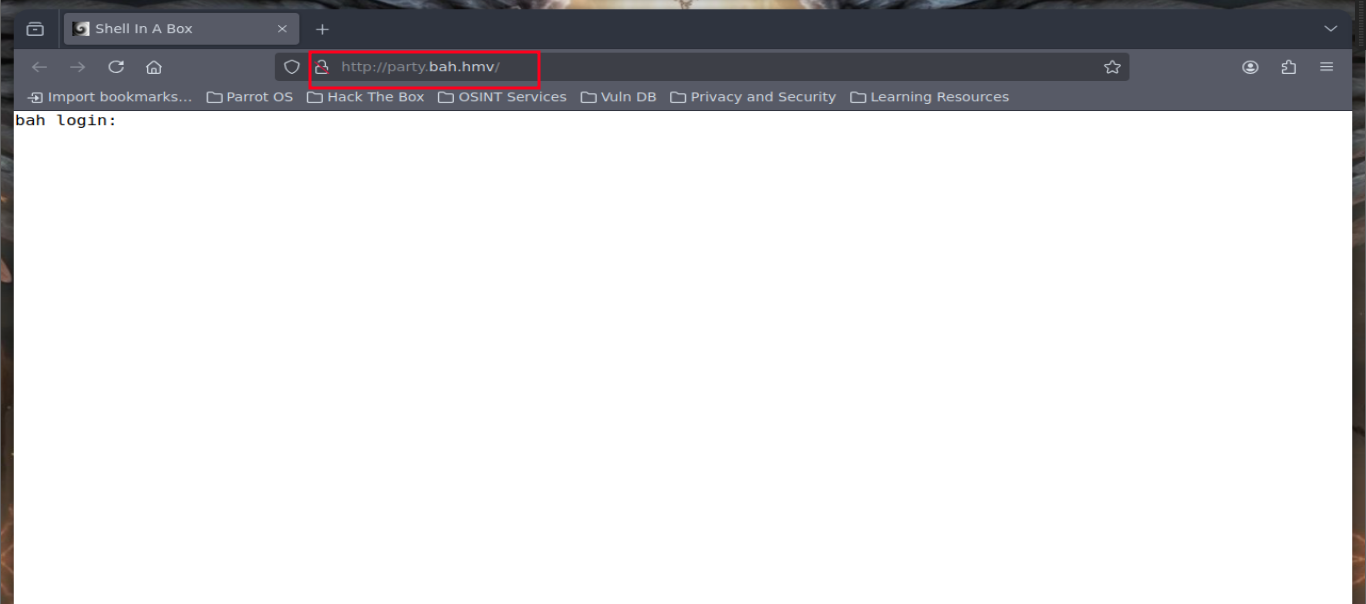 Shell In A Box
http://party.bah.hmv/
Import bookmarks... Parrot OS Hack The Box OSINT Services Vuln DB Privacy and Security Learning Resources
bah login: